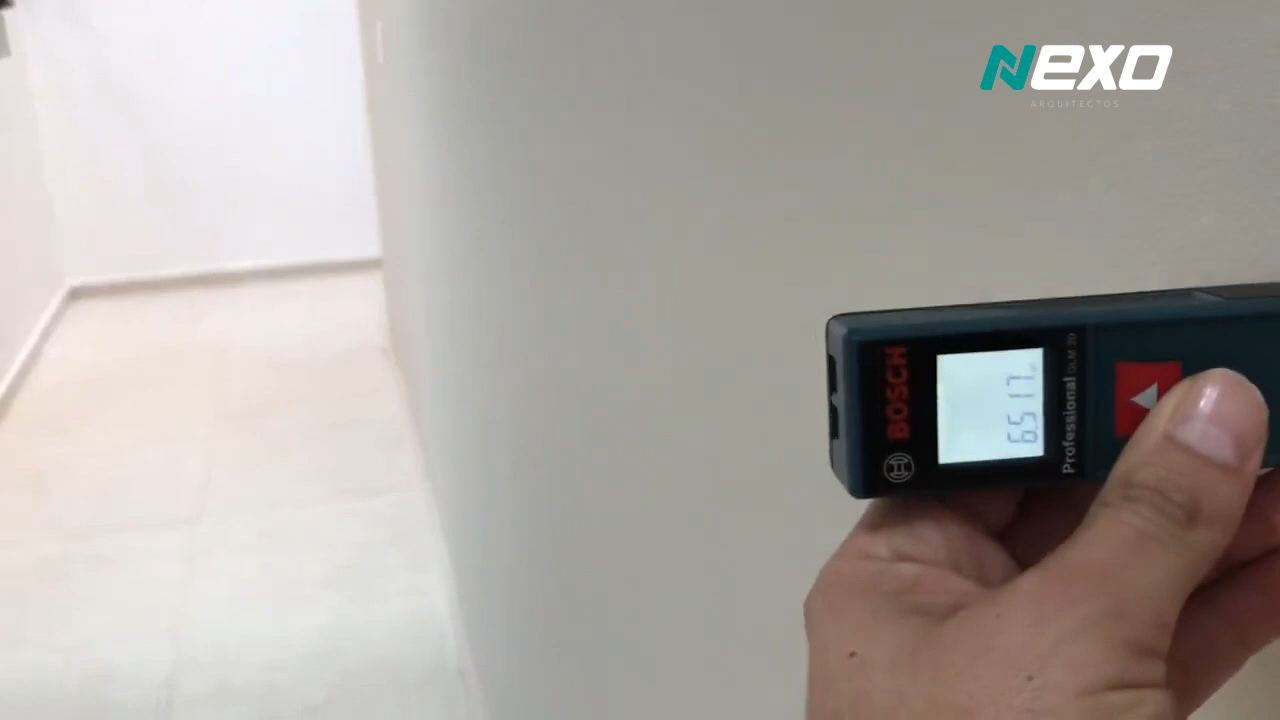 NEXO
ARQUITECTOS
BOSCH
6.517 m
Professional GLM 20